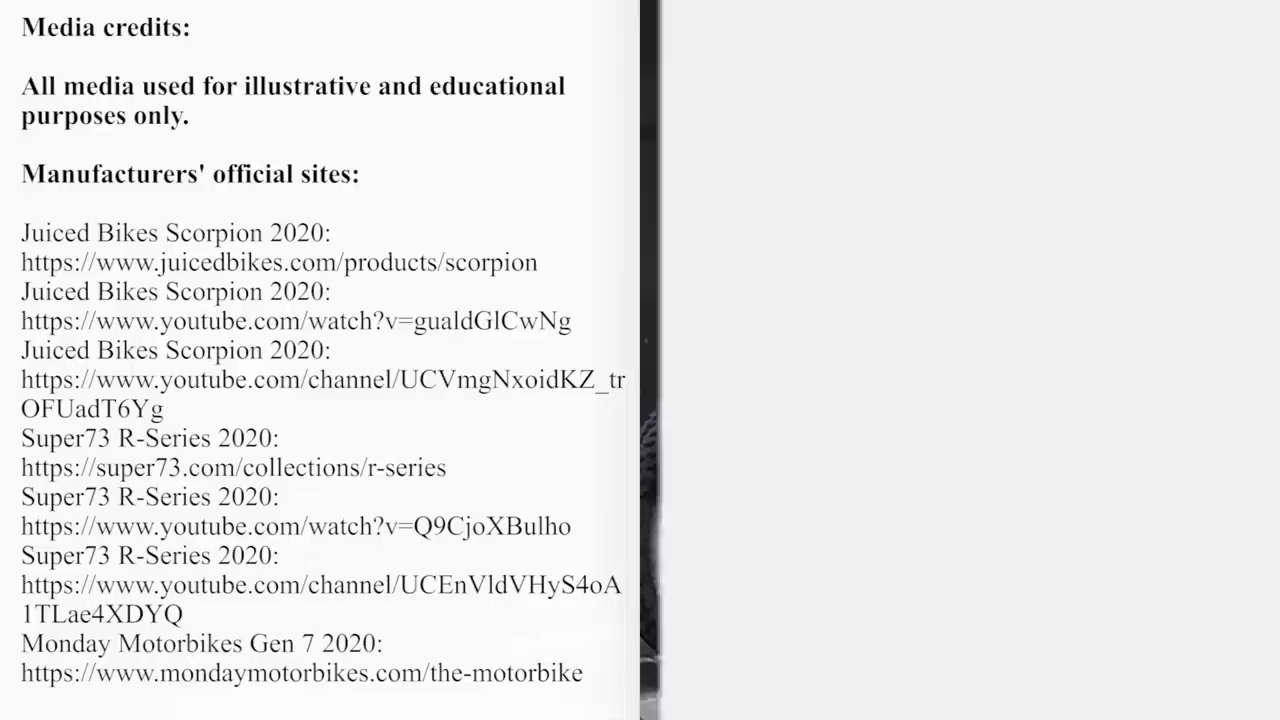 Media credits:
All media used for illustrative and educational
purposes only.
Manufacturers' official sites:
Juiced Bikes Scorpion 2020:
https://www.juicedbikes.com/products/scorpion
Juiced Bikes Scorpion 2020:
https://www.youtube.com/watch?v=gualdGlCwNg
Juiced Bikes Scorpion 2020:
https://www.youtube.com/channel/UCVmgNxoidKZ_tr
OFUadT6Yg
Super73 R-Series 2020:
https://super73.com/collections/r-series
Super73 R-Series 2020:
https://www.youtube.com/watch?v=Q9CjoXBulho
Super73 R-Series 2020:
https://www.youtube.com/channel/UCEnVldVHyS4oA
1TLae4XDYQ
Monday Motorbikes Gen 7 2020:
https://www.mondaymotorbikes.com/the-motorbike